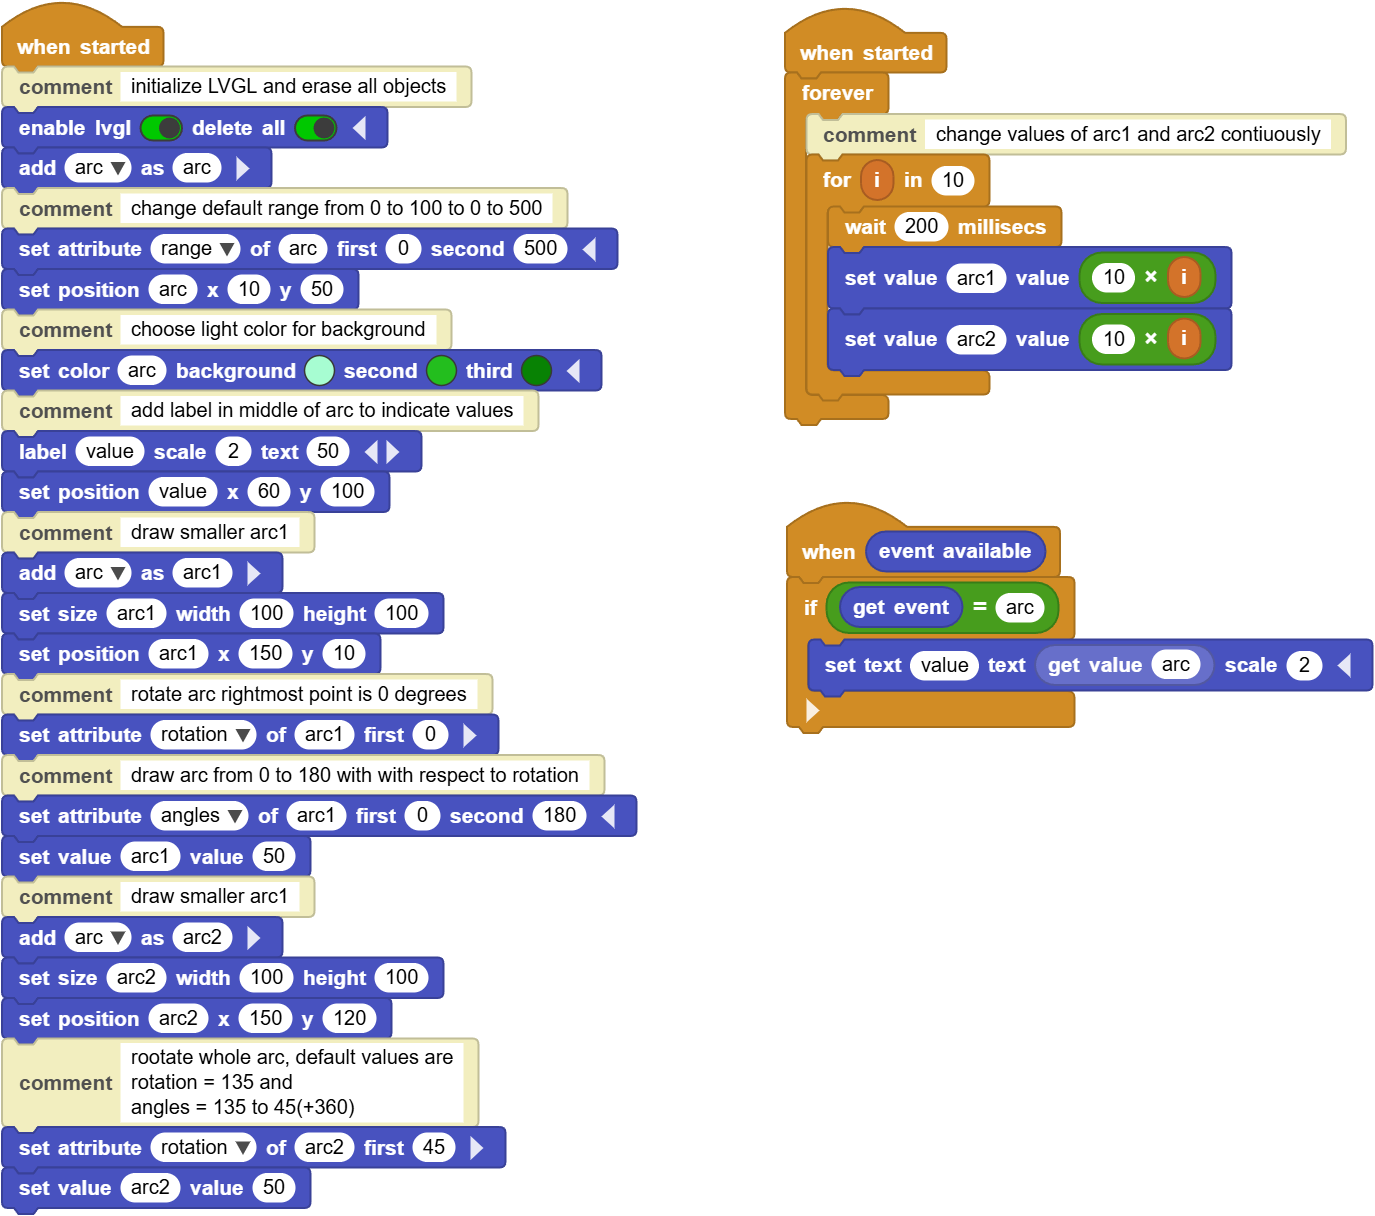 when started
comment initialize LVGL and erase all objects
enable lvgl delete all
add arc ▼ as arc
comment change default range from 0 to 100 to 0 to 500
set attribute range ▼ of arc first 0 second 500
set position arc x 10 y 50
comment choose light color for background
set color arc background second third
comment add label in middle of arc to indicate values
label value scale 2 text 50
set position value x 60 y 100
comment draw smaller arc1
add arc ▼ as arc1
set size arc1 width 100 height 100
set position arc1 x 150 y 10
comment rotate arc rightmost point is 0 degrees
set attribute rotation ▼ of arc1 first 0
comment draw arc from 0 to 180 with with respect to rotation
set attribute angles ▼ of arc1 first 0 second 180
set value arc1 value 50
comment draw smaller arc1
add arc ▼ as arc2
set size arc2 width 100 height 100
set position arc2 x 150 y 120
comment rootate whole arc, default values are
rotation = 135 and
angles = 135 to 45(+360)
set attribute rotation ▼ of arc2 first 45
set value arc2 value 50
when started
forever
comment change values of arc1 and arc2 contiuously
for i in 10
wait 200 millisecs
set value arc1 value 10 × i
set value arc2 value 10 × i
when event available
if get event = arc
set text value text get value arc scale 2